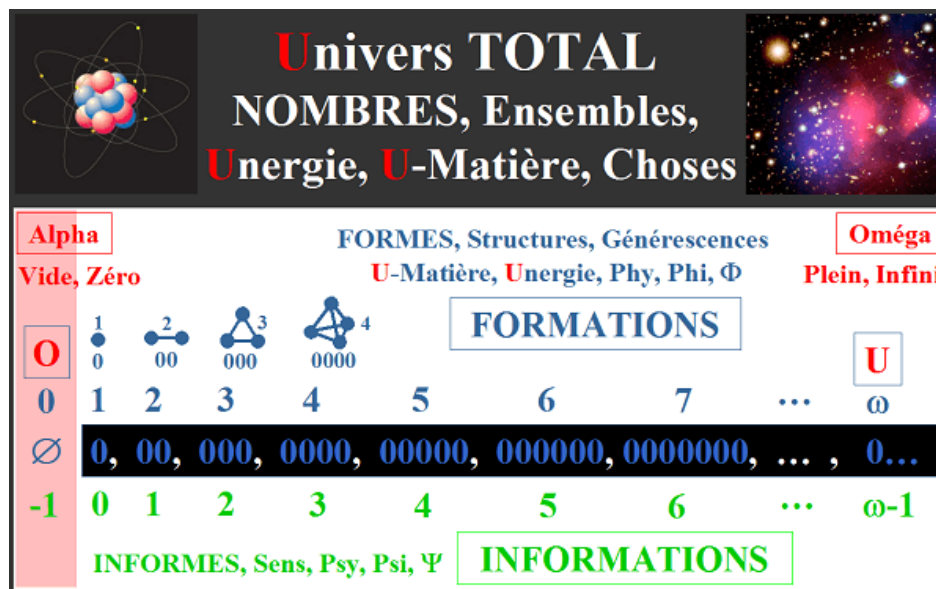 Univers TOTAL
NOMBRES, Ensembles,
Unergie, U-Matière, Choses
Alpha
FORMES, Structures, Générescences
Oméga
Vide, Zéro
U-Matière, Unergie, Phy, Phi, Φ
Plein, Infini
1 2 3 4
O
0 00 000 0000
FORMATIONS
U
0 1 2 3 4 5 6 7 ... ω
∅ 0, 00, 000, 0000, 00000, 000000, 0000000, ... , 0...
-1 0 1 2 3 4 5 6 ... ω-1
INFORMES, Sens, Psy, Psi, Ψ
INFORMATIONS